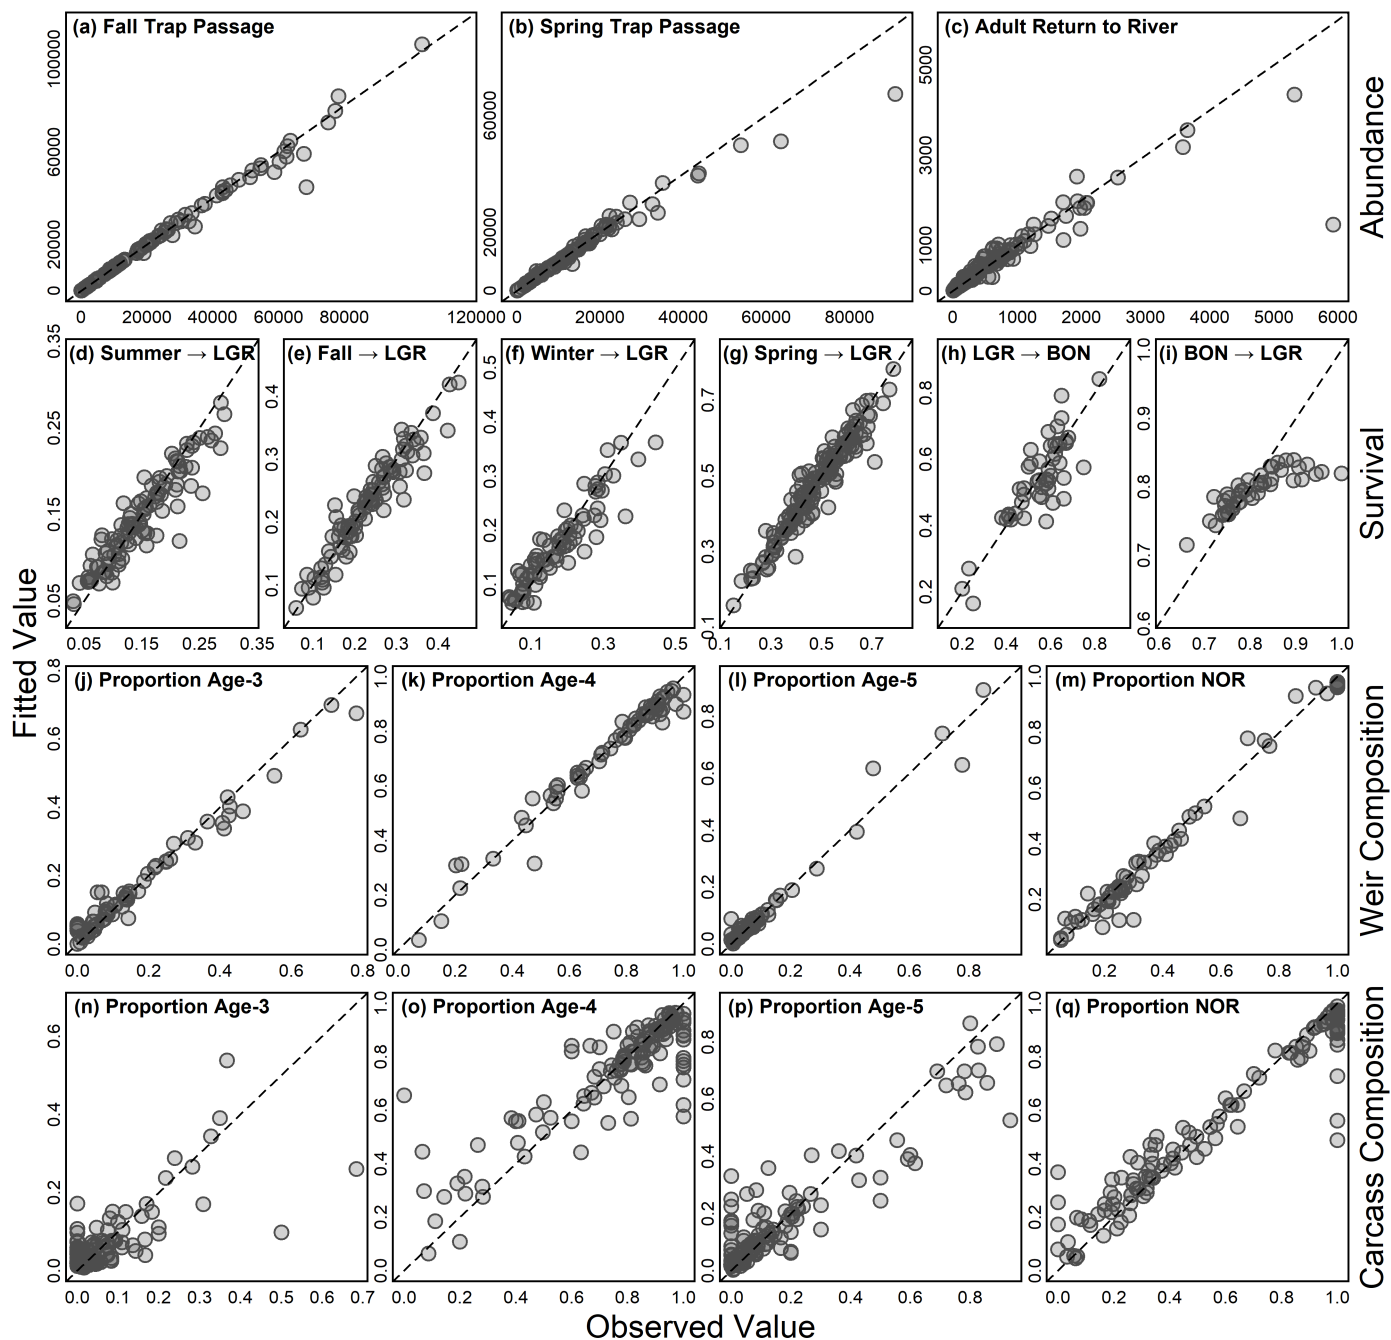 (a) Fall Trap Passage
(b) Spring Trap Passage
(c) Adult Return to River
0 20000 60000 100000
0 20000 60000
0 1000 3000 5000
0 20000 40000 60000 80000 120000
0 20000 40000 60000 80000
0 1000 2000 3000 4000 5000 6000
Abundance
(d) Summer → LGR
(e) Fall → LGR
(f) Winter → LGR
(g) Spring → LGR
(h) LGR → BON
(i) BON → LGR
0.05 0.15 0.25 0.35
0.1 0.2 0.3 0.4
0.1 0.2 0.3 0.4 0.5
0.1 0.3 0.5 0.7
0.2 0.4 0.6 0.8
0.6 0.7 0.8 0.9 1.0
0.05 0.15 0.25 0.35
0.1 0.2 0.3 0.4
0.1 0.3 0.5
0.1 0.3 0.5 0.7
0.2 0.4 0.6 0.8
0.6 0.7 0.8 0.9 1.0
Survival
Fitted Value
(j) Proportion Age-3
(k) Proportion Age-4
(l) Proportion Age-5
(m) Proportion NOR
0.0 0.2 0.4 0.6 0.8
0.0 0.2 0.4 0.6 0.8 1.0
0.0 0.2 0.4 0.6 0.8
0.2 0.4 0.6 0.8 1.0
0.0 0.2 0.4 0.6 0.8
0.0 0.2 0.4 0.6 0.8 1.0
0.0 0.2 0.4 0.6 0.8
0.2 0.4 0.6 0.8 1.0
Weir Composition
(n) Proportion Age-3
(o) Proportion Age-4
(p) Proportion Age-5
(q) Proportion NOR
0.0 0.2 0.4 0.6
0.0 0.2 0.4 0.6 0.8 1.0
0.0 0.2 0.4 0.6 0.8
0.0 0.2 0.4 0.6 0.8 1.0
0.0 0.1 0.2 0.3 0.4 0.5 0.6 0.7
0.0 0.2 0.4 0.6 0.8 1.0
0.0 0.2 0.4 0.6 0.8
0.0 0.2 0.4 0.6 0.8 1.0
Carcass Composition
Observed Value